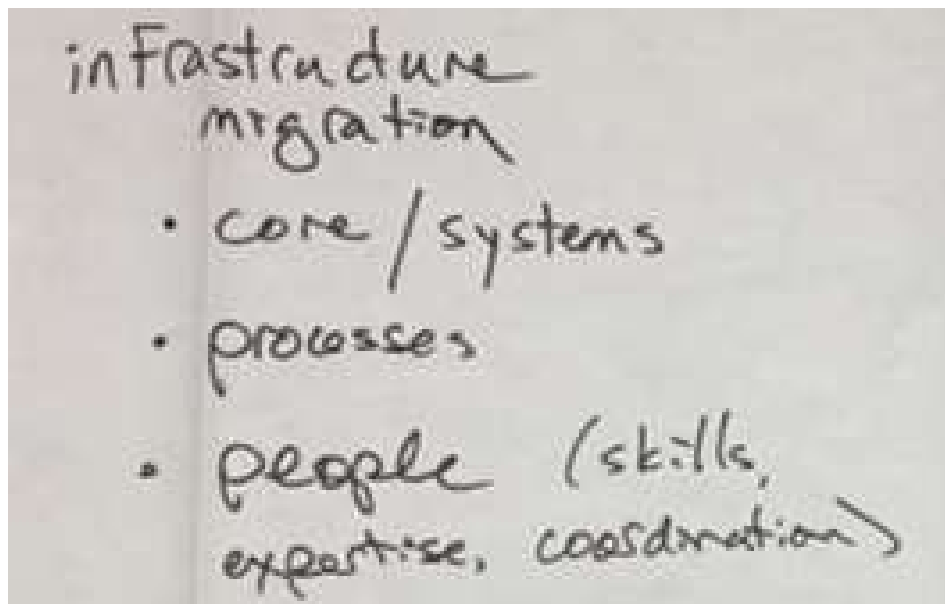 infrastructure
migration
• core / systems
• processes
• people (skills,
expertise, coordination)